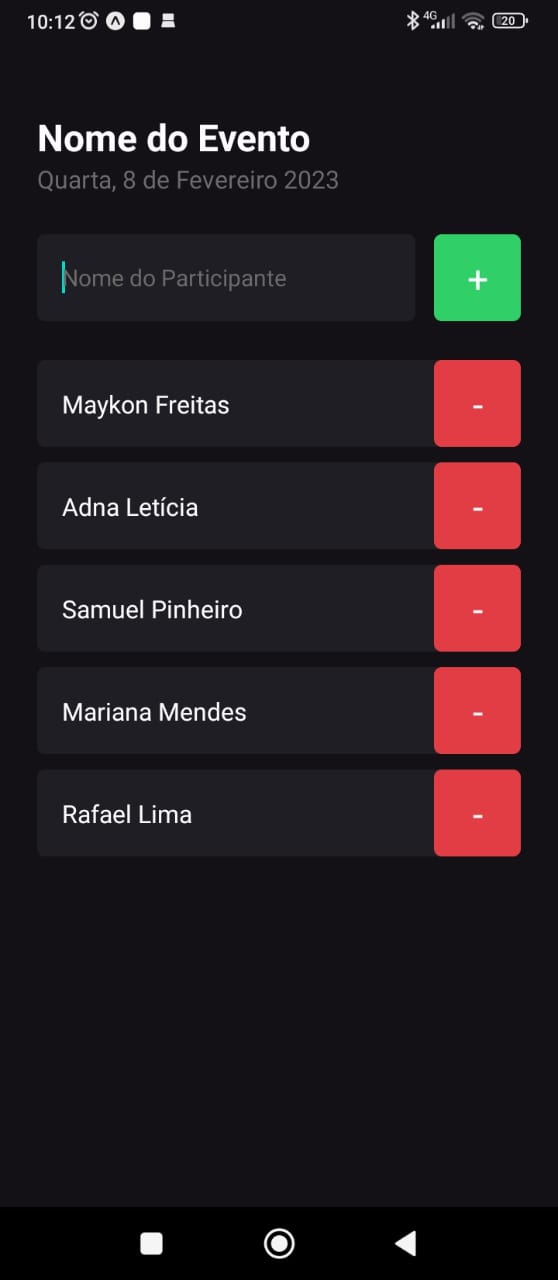 10:12 4G 20
Nome do Evento
Quarta, 8 de Fevereiro 2023
Nome do Participante +
Maykon Freitas -
Adna Letícia -
Samuel Pinheiro -
Mariana Mendes -
Rafael Lima -